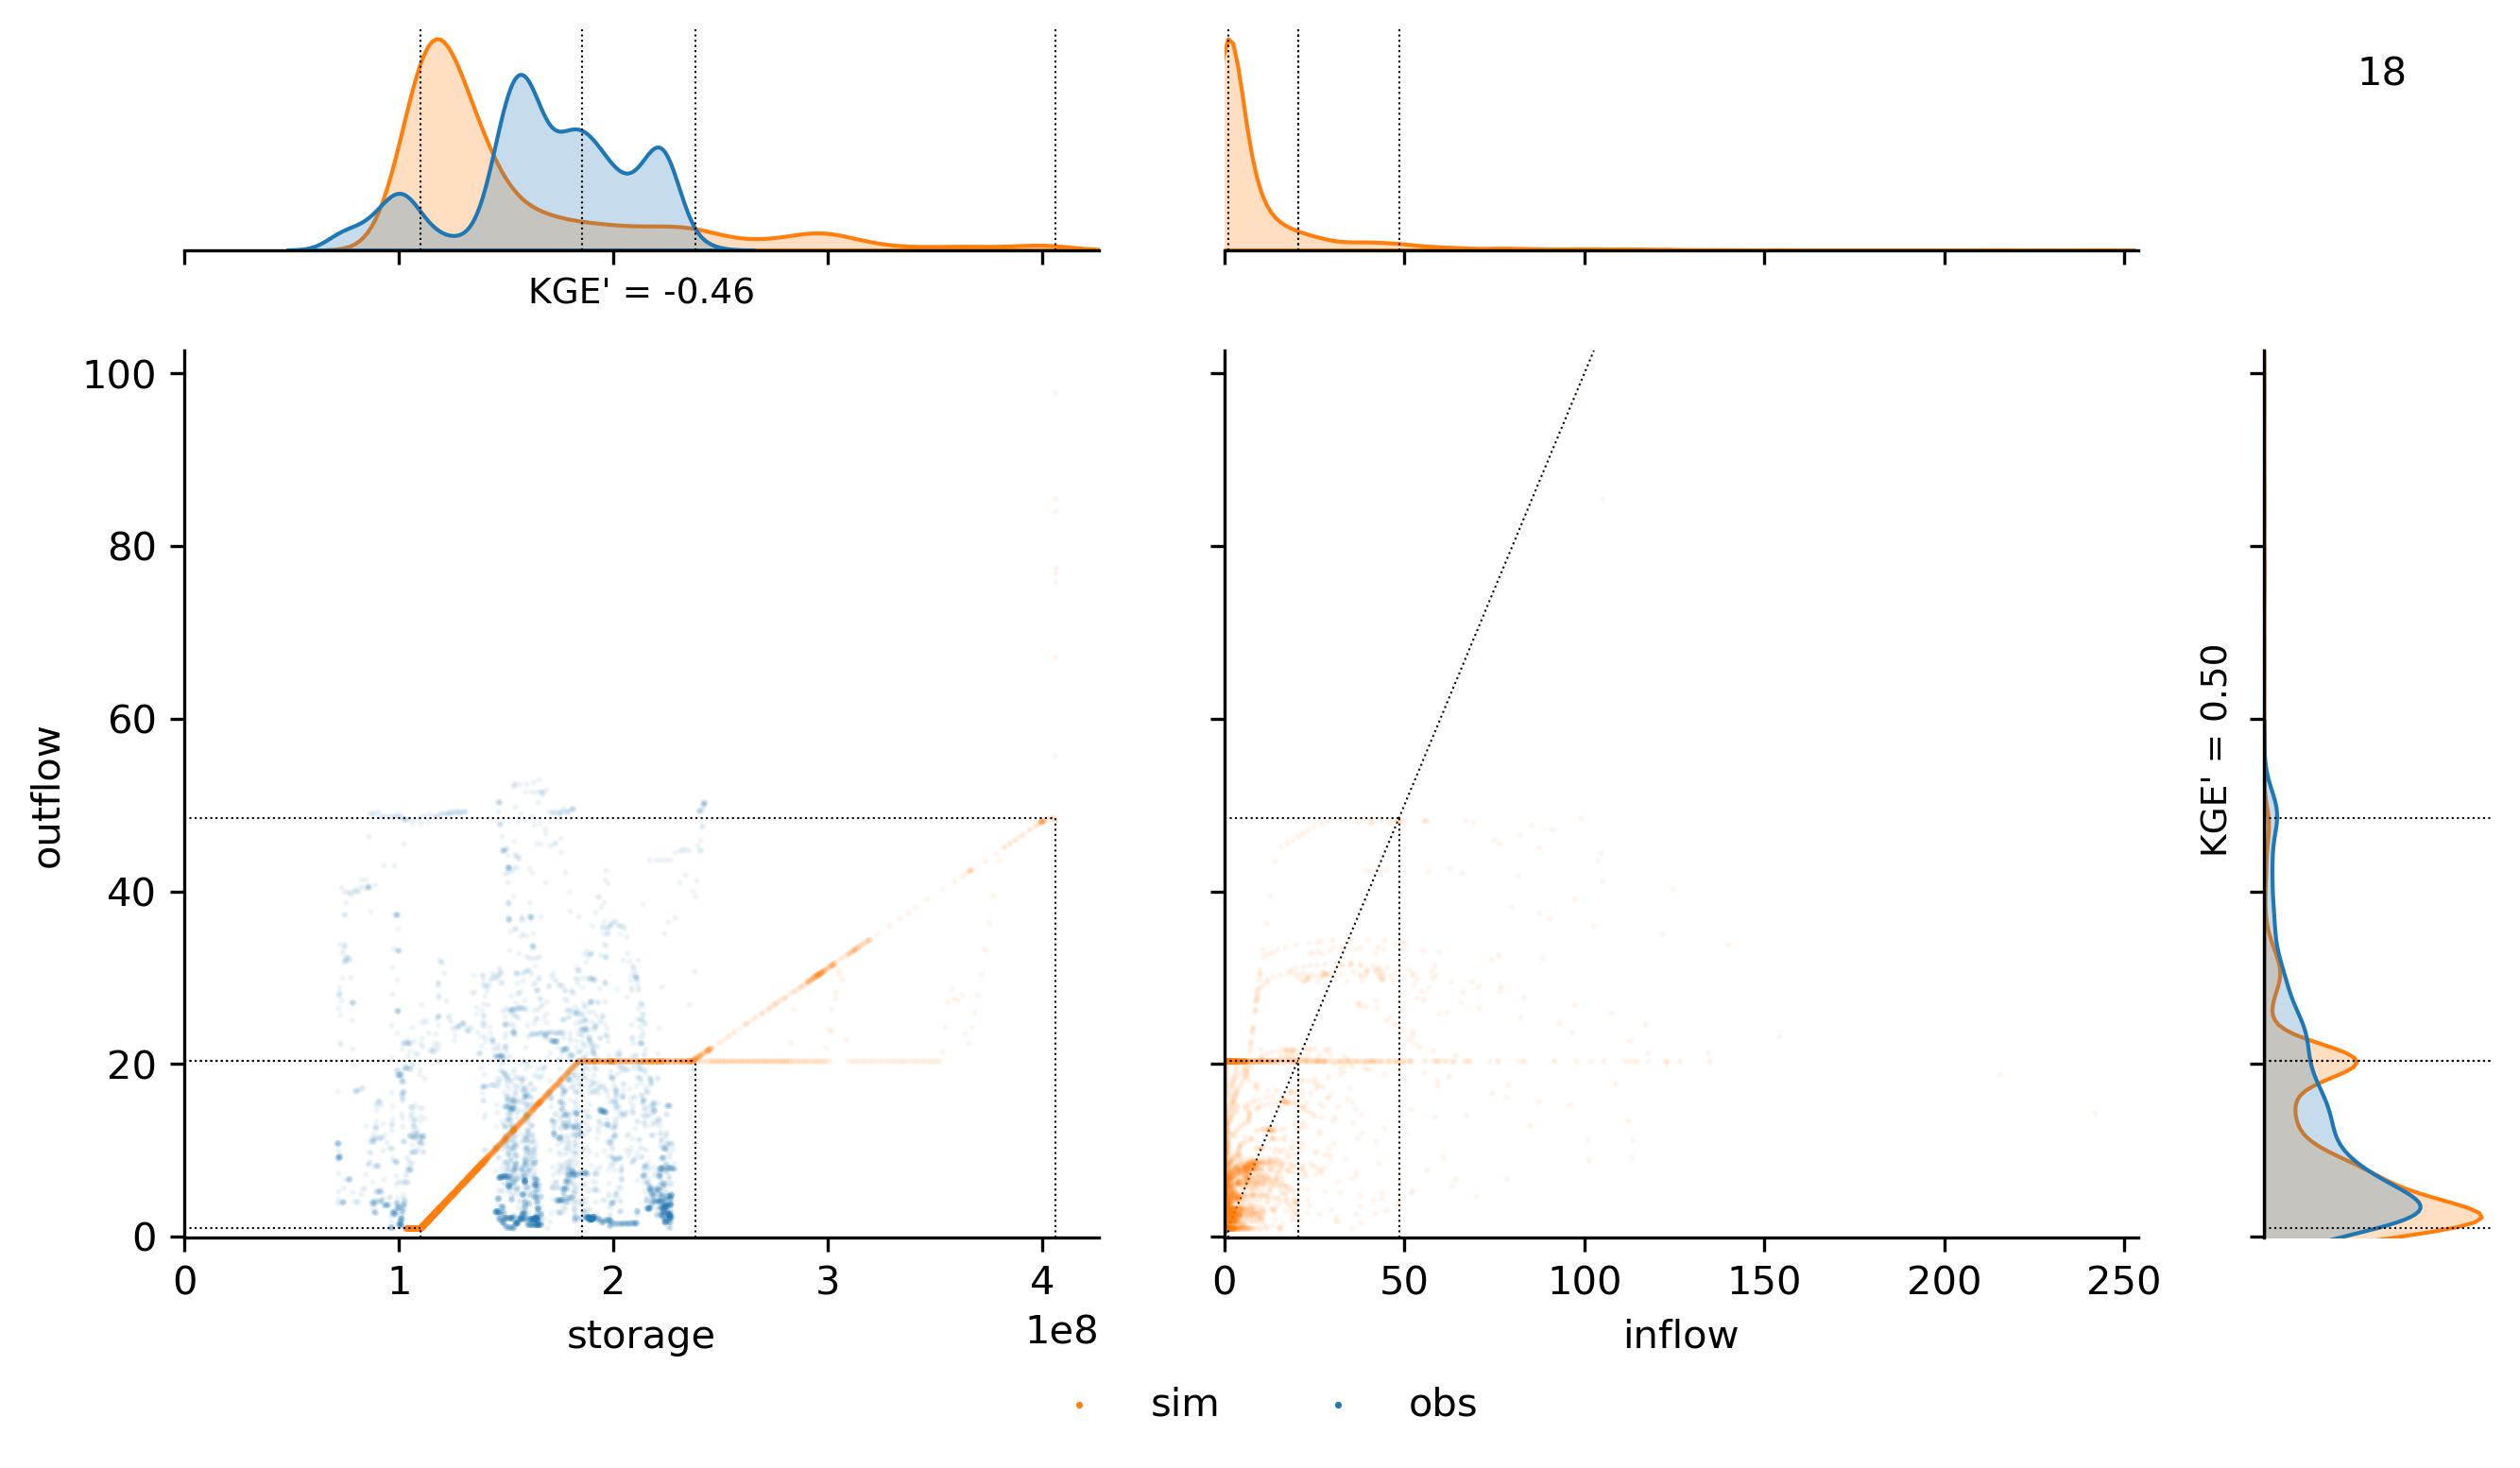 18
KGE' = -0.46
100
80
60
40
20
0
outflow
KGE' = 0.50
0 1 2 3 4
1e8
storage
0 50 100 150 200 250
inflow
sim obs